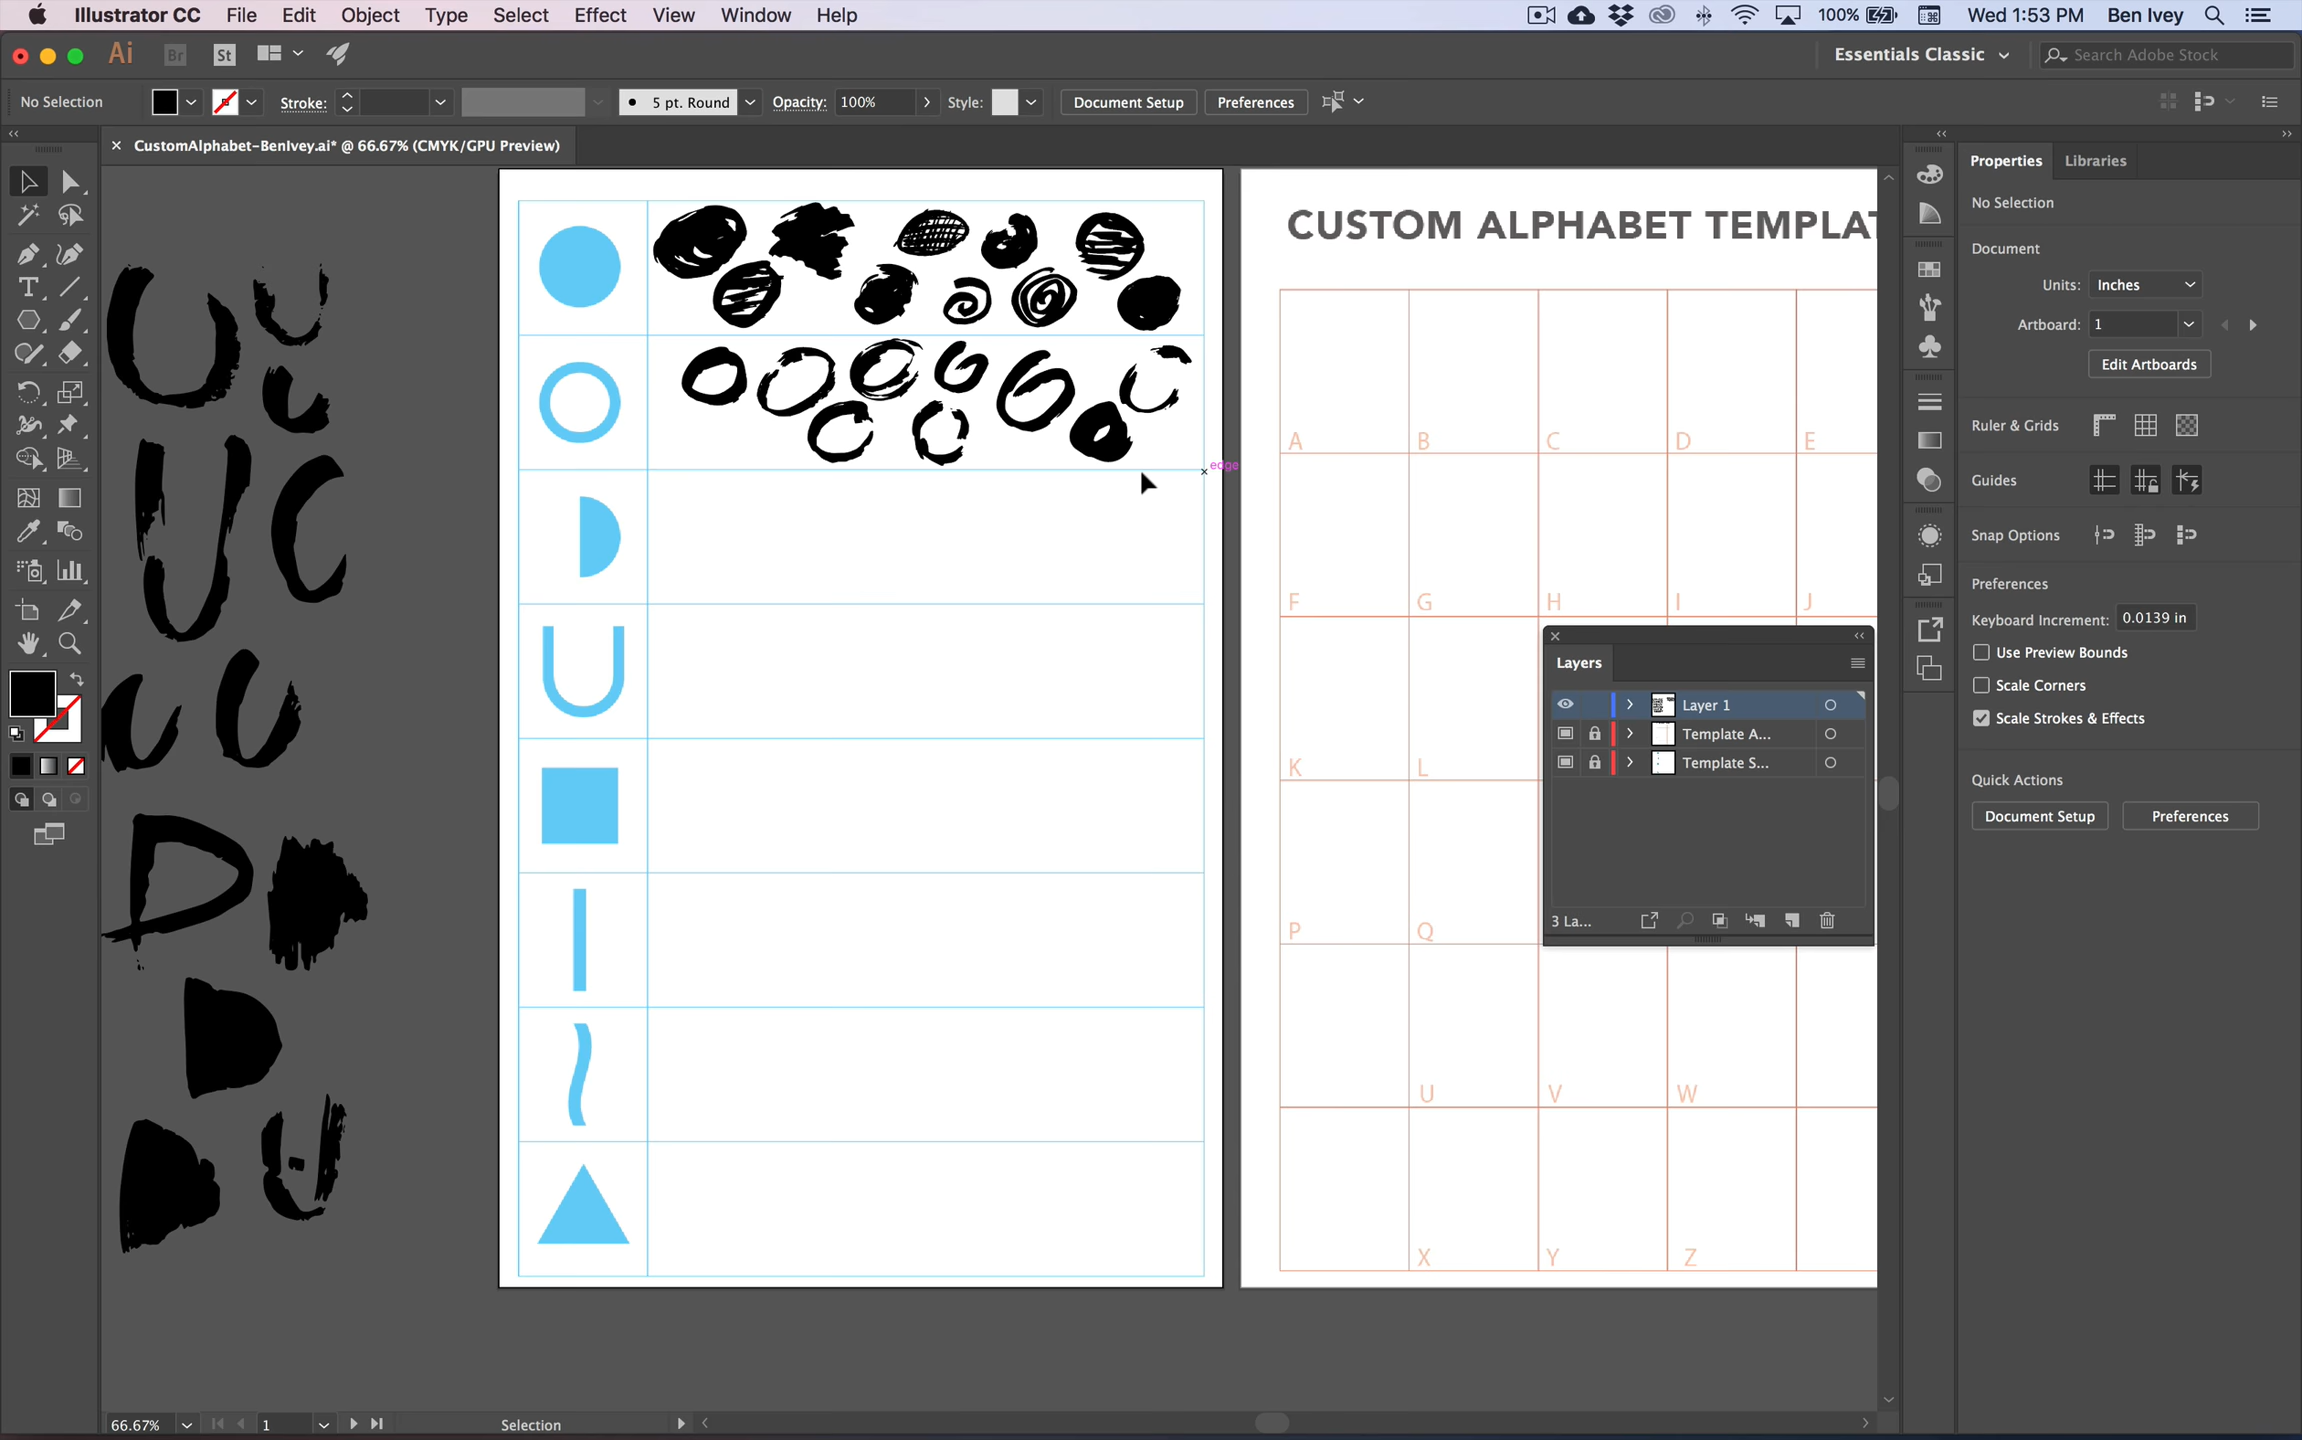 Illustrator CC File Edit Object Type Select Effect View Window Help 100% Wed 1:53 PM Ben Ivey
Ai Br St Essentials Classic Search Adobe Stock
No Selection Stroke: 5 pt. Round Opacity: 100% Style: Document Setup Preferences
CustomAlphabet-BenIvey.ai* @ 66.67% (CMYK/GPU Preview)
Properties Libraries
No Selection
Document
Units: Inches
Artboard: 1
Edit Artboards
Ruler & Grids
Guides
Snap Options
Preferences
Keyboard Increment: 0.0139 in
Use Preview Bounds
Scale Corners
Scale Strokes & Effects
Quick Actions
Document Setup Preferences
edge
CUSTOM ALPHABET TEMPLAT
A B C D E
F G H I J
K L
P Q
U V W
X Y Z
Layers
Layer 1
Template A...
Template S...
3 La...
66.67% 1 Selection